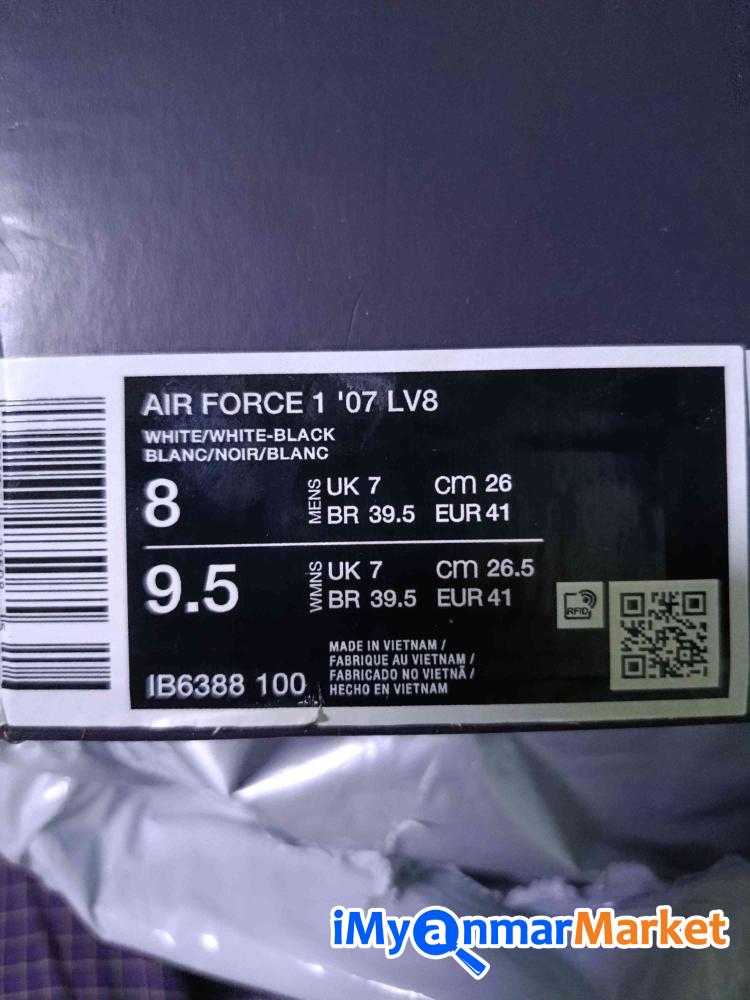 AIR FORCE 1 '07 LV8
WHITE/WHITE-BLACK
BLANC/NOIR/BLANC
8 MENS UK 7 cm 26
BR 39.5 EUR 41
9.5 WMNS UK 7 cm 26.5
BR 39.5 EUR 41
RFID
MADE IN VIETNAM /
FABRIQUE AU VIETNAM /
FABRICADO NO VIETNÃ /
HECHO EN VIETNAM
IB6388 100
iMyanmarMarket